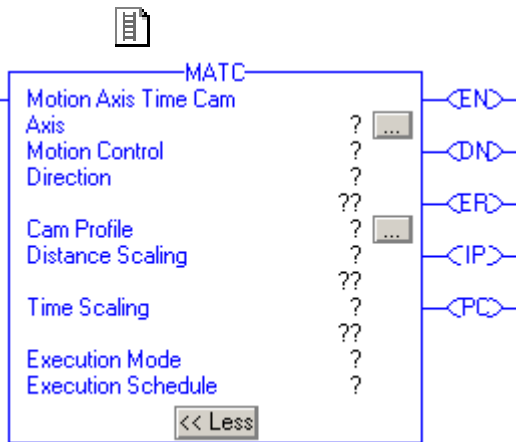 MATC
Motion Axis Time Cam
Axis ? ...
Motion Control ?
Direction ?
??
Cam Profile ? ...
Distance Scaling ?
??
Time Scaling ?
??
Execution Mode ?
Execution Schedule ?
<< Less
EN
DN
ER
IP
PC